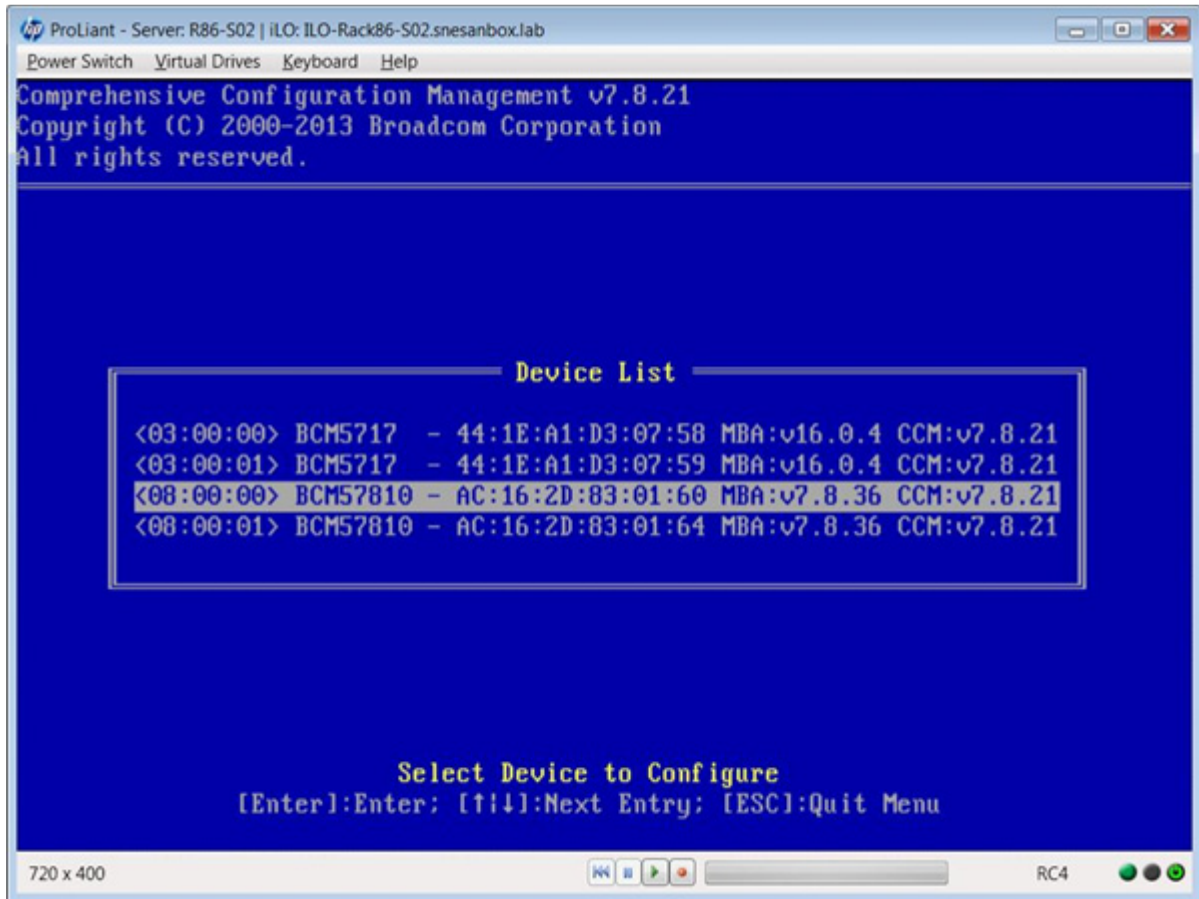 ProLiant - Server: R86-S02 | iLO: ILO-Rack86-S02.snesanbox.lab
Power Switch Virtual Drives Keyboard Help
Comprehensive Configuration Management v7.8.21
Copyright (C) 2000-2013 Broadcom Corporation
All rights reserved.
Device List
<03:00:00> BCM5717 - 44:1E:A1:D3:07:58 MBA:v16.0.4 CCM:v7.8.21
<03:00:01> BCM5717 - 44:1E:A1:D3:07:59 MBA:v16.0.4 CCM:v7.8.21
<08:00:00> BCM57810 - AC:16:2D:83:01:60 MBA:v7.8.36 CCM:v7.8.21
<08:00:01> BCM57810 - AC:16:2D:83:01:64 MBA:v7.8.36 CCM:v7.8.21
Select Device to Configure
[Enter]:Enter; [↑|↓]:Next Entry; [ESC]:Quit Menu
720 x 400 RC4